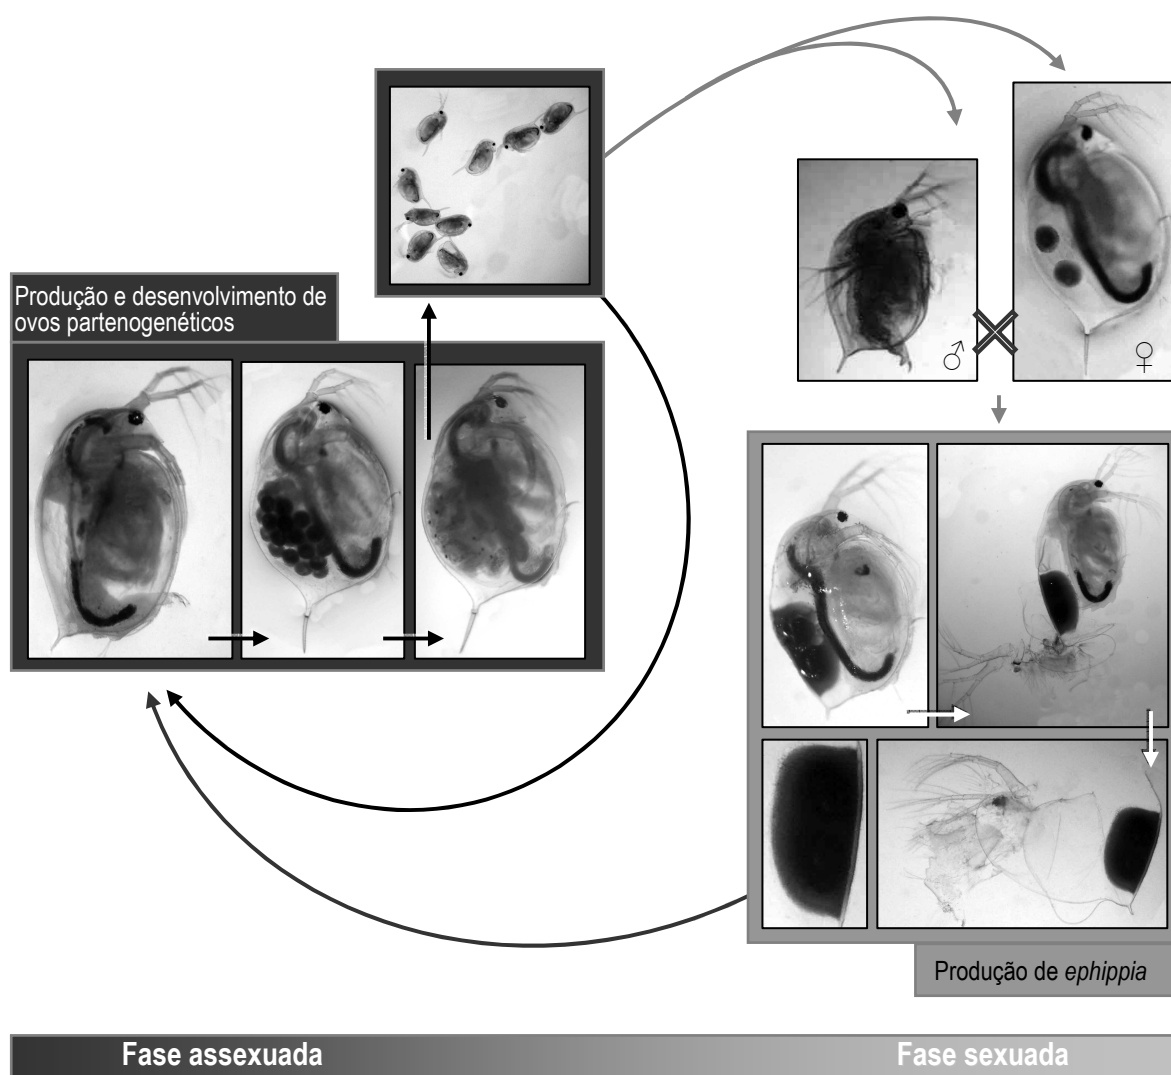 Produção e desenvolvimento de
ovos partenogenéticos
♂
♀
Produção de ephippia
Fase assexuada
Fase sexuada